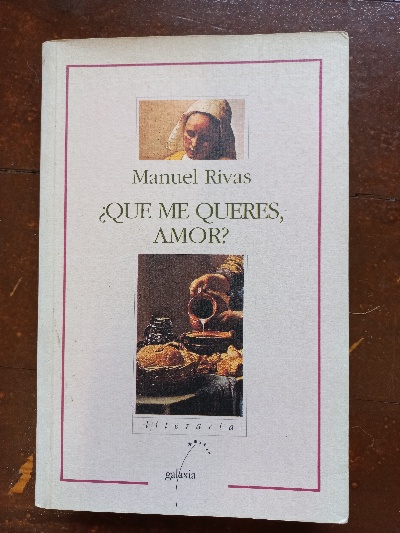 Manuel Rivas
¿QUE ME QUERES,
AMOR?
literaria
galaxia